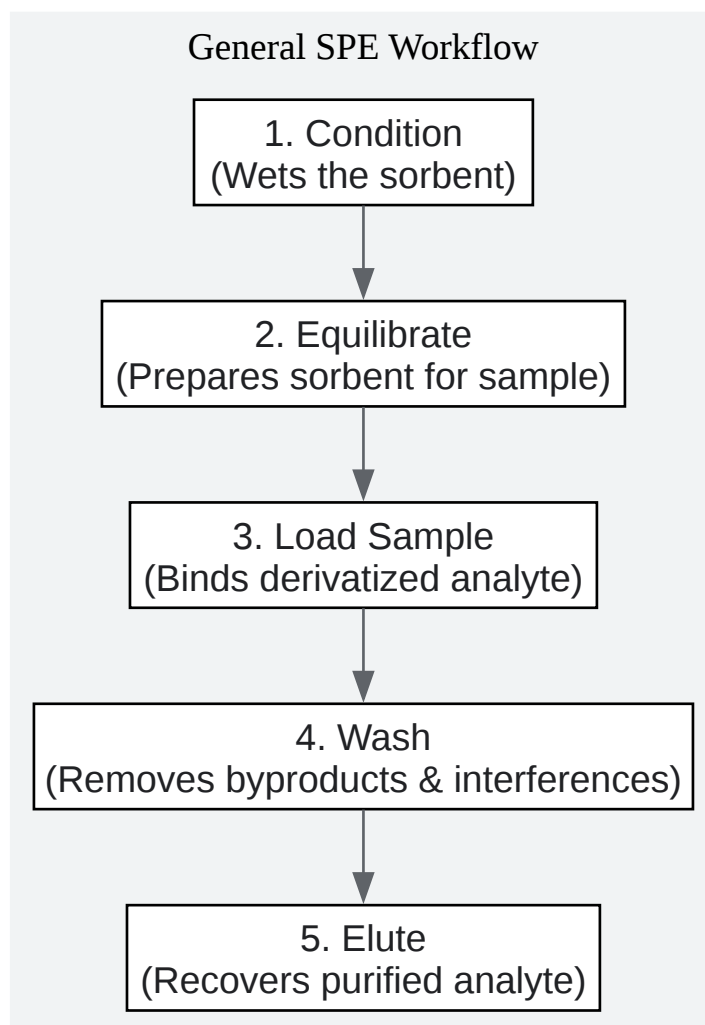 General SPE Workflow
1. Condition
(Wets the sorbent)
2. Equilibrate
(Prepares sorbent for sample)
3. Load Sample
(Binds derivatized analyte)
4. Wash
(Removes byproducts & interferences)
5. Elute
(Recovers purified analyte)